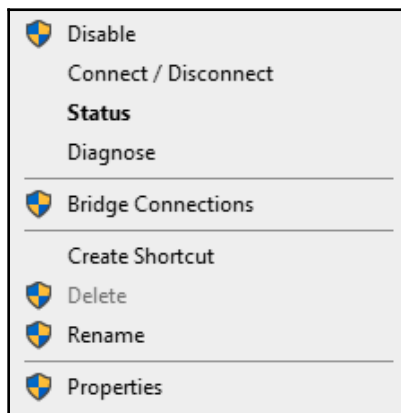 Disable
Connect / Disconnect
Status
Diagnose
Bridge Connections
Create Shortcut
Delete
Rename
Properties